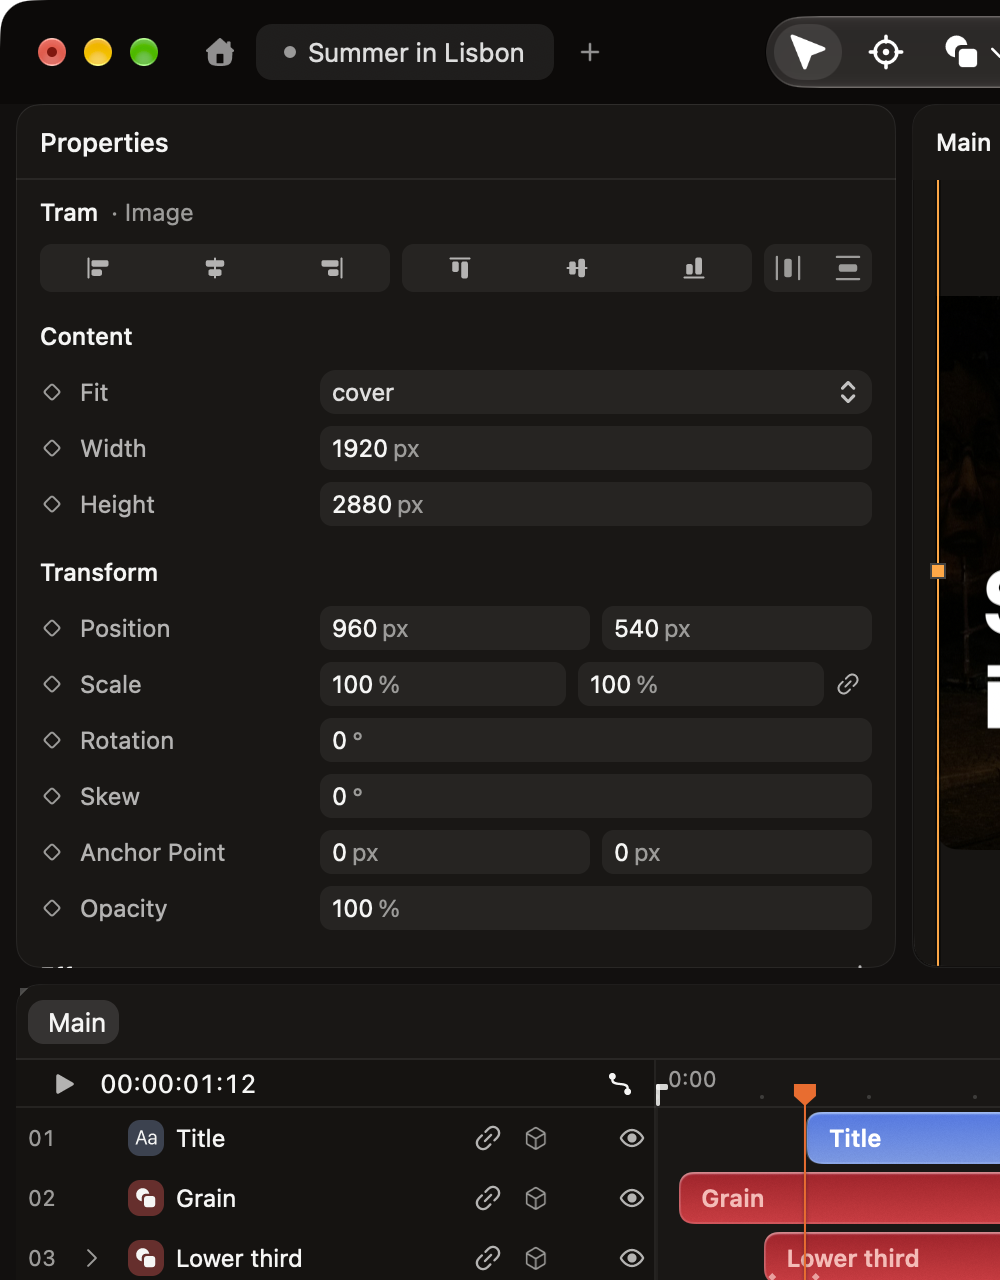 Summer in Lisbon
Properties
Main
Tram · Image
Content
Fit cover
Width 1920 px
Height 2880 px
Transform
Position 960 px 540 px
Scale 100 % 100 %
Rotation 0 °
Skew 0 °
Anchor Point 0 px 0 px
Opacity 100 %
Main
00:00:01:12 0:00
01 Aa Title Title
02 Grain Grain
03 Lower third Lower third